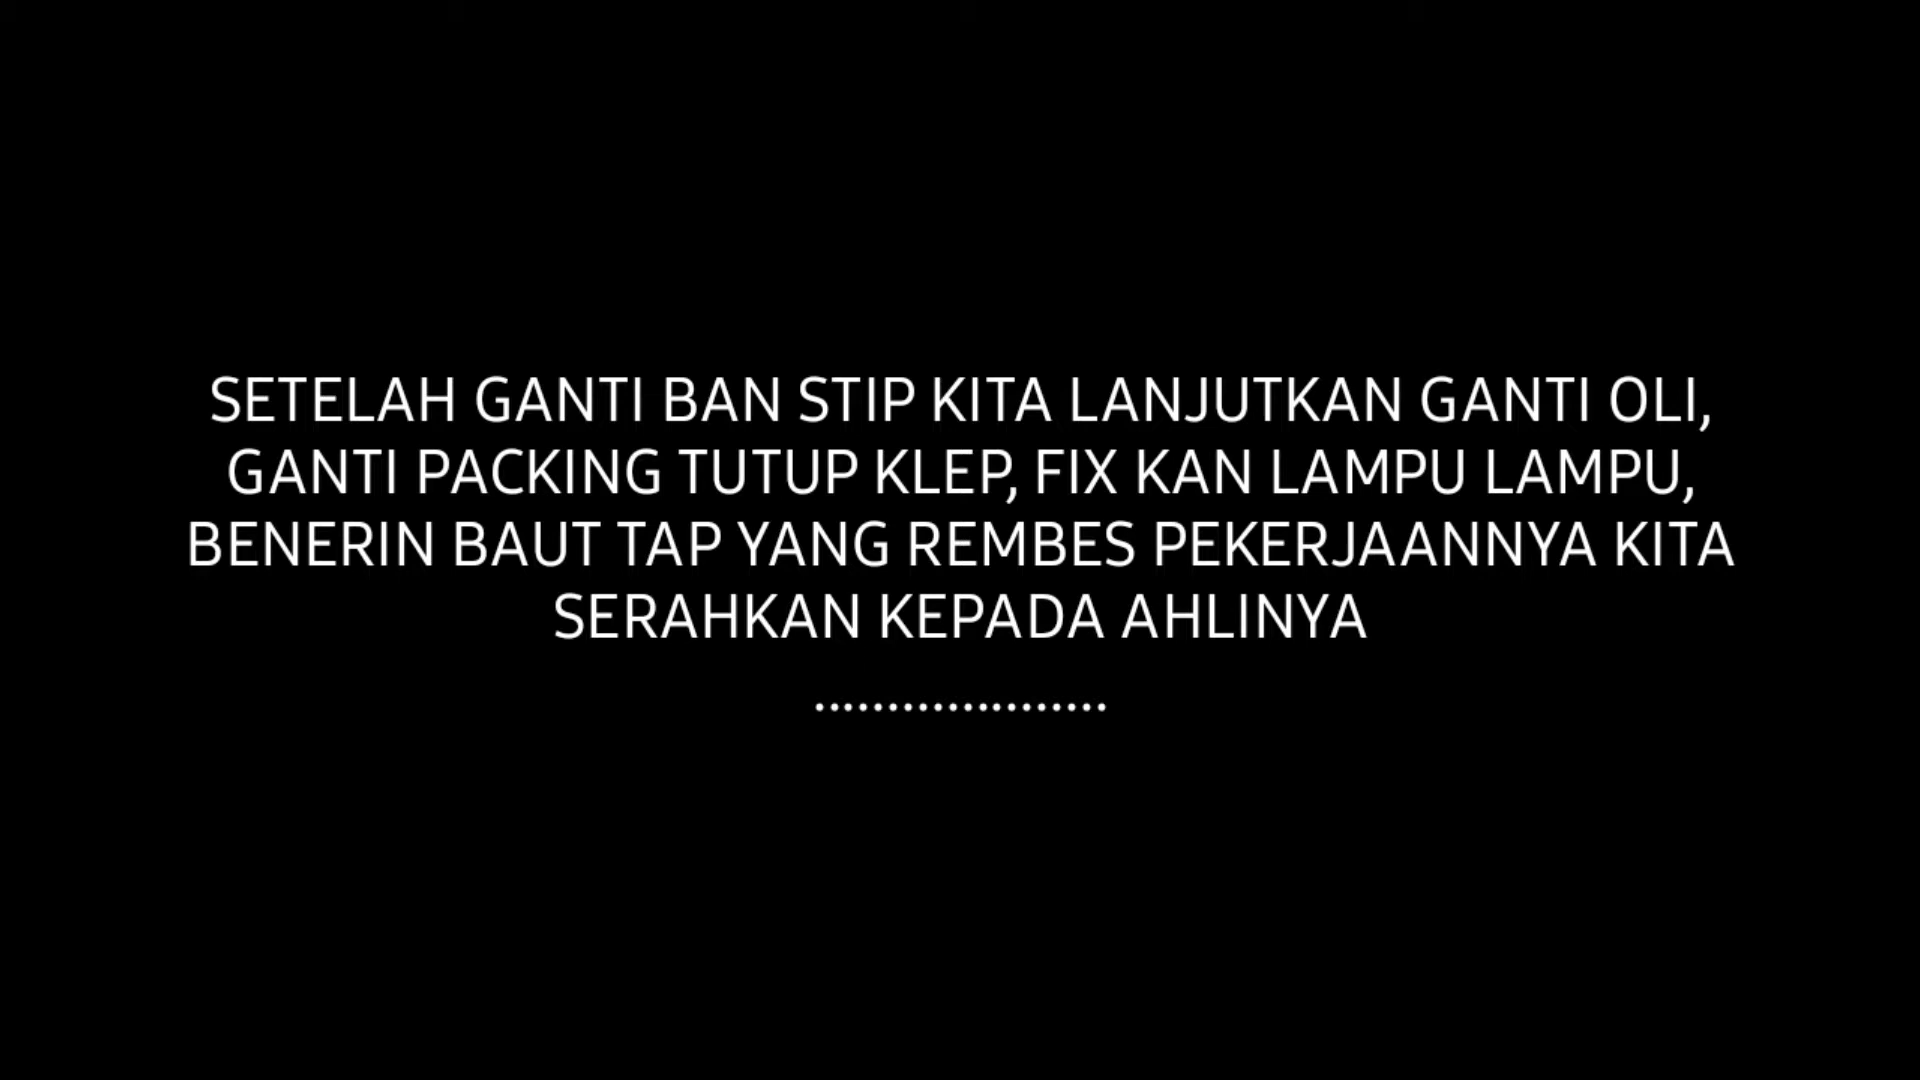 SETELAH GANTI BAN STIP KITA LANJUTKAN GANTI OLI,
GANTI PACKING TUTUP KLEP, FIX KAN LAMPU LAMPU,
BENERIN BAUT TAP YANG REMBES PEKERJAANNYA KITA
SERAHKAN KEPADA AHLINYA
....................